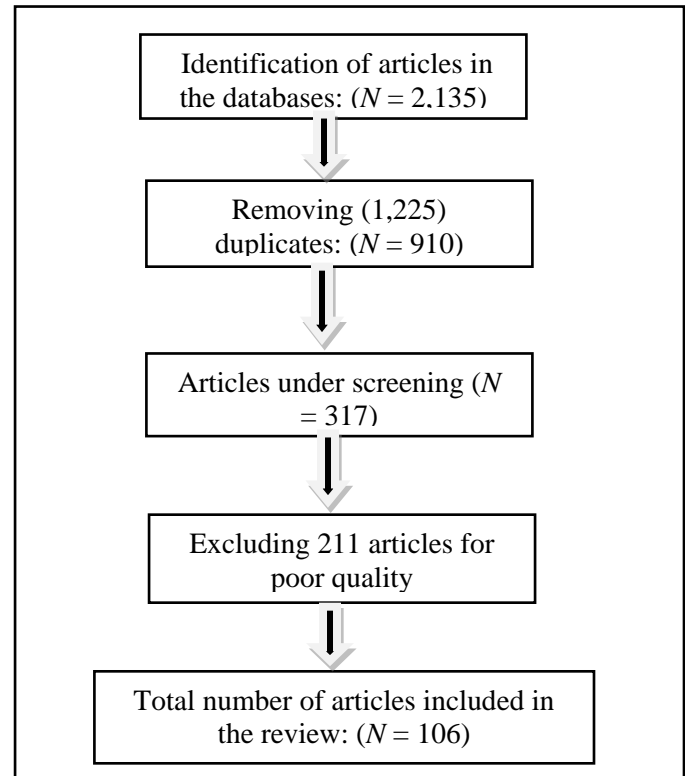 Identification of articles in
the databases: (N = 2,135)
Removing (1,225)
duplicates: (N = 910)
Articles under screening (N
= 317)
Excluding 211 articles for
poor quality
Total number of articles included in
the review: (N = 106)